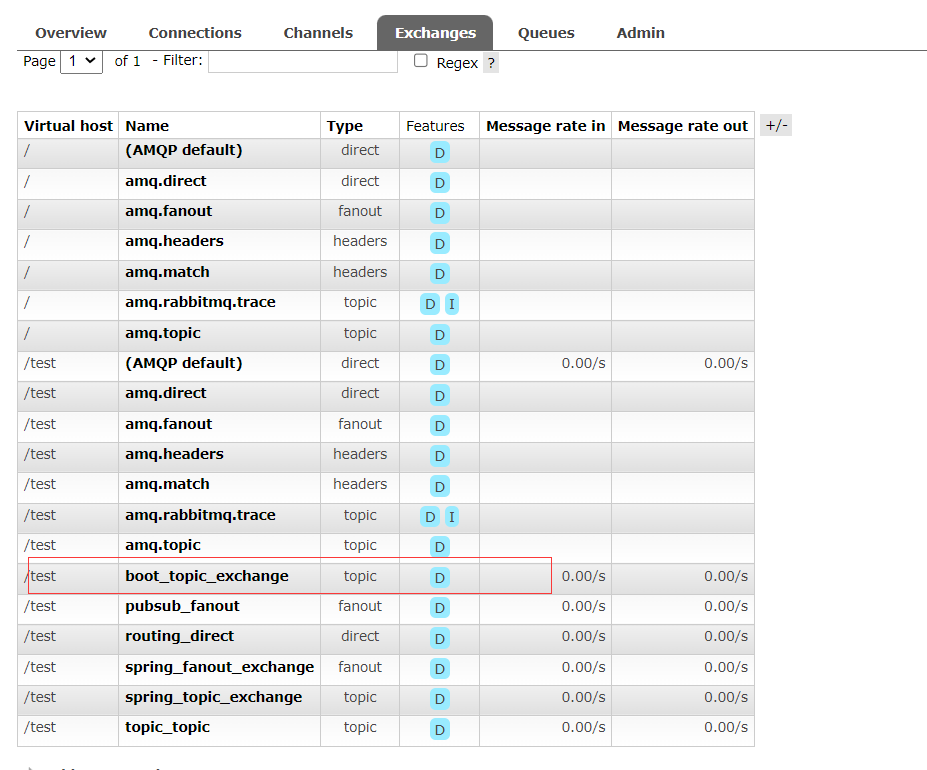 Overview Connections Channels Exchanges Queues Admin
Page 1 of 1 - Filter: Regex ?
Virtual host Name Type Features Message rate in Message rate out +/-
/ (AMQP default) direct D
/ amq.direct direct D
/ amq.fanout fanout D
/ amq.headers headers D
/ amq.match headers D
/ amq.rabbitmq.trace topic D I
/ amq.topic topic D
/test (AMQP default) direct D 0.00/s 0.00/s
/test amq.direct direct D
/test amq.fanout fanout D
/test amq.headers headers D
/test amq.match headers D
/test amq.rabbitmq.trace topic D I
/test amq.topic topic D
/test boot_topic_exchange topic D 0.00/s 0.00/s
/test pubsub_fanout fanout D 0.00/s 0.00/s
/test routing_direct direct D 0.00/s 0.00/s
/test spring_fanout_exchange fanout D 0.00/s 0.00/s
/test spring_topic_exchange topic D 0.00/s 0.00/s
/test topic_topic topic D 0.00/s 0.00/s